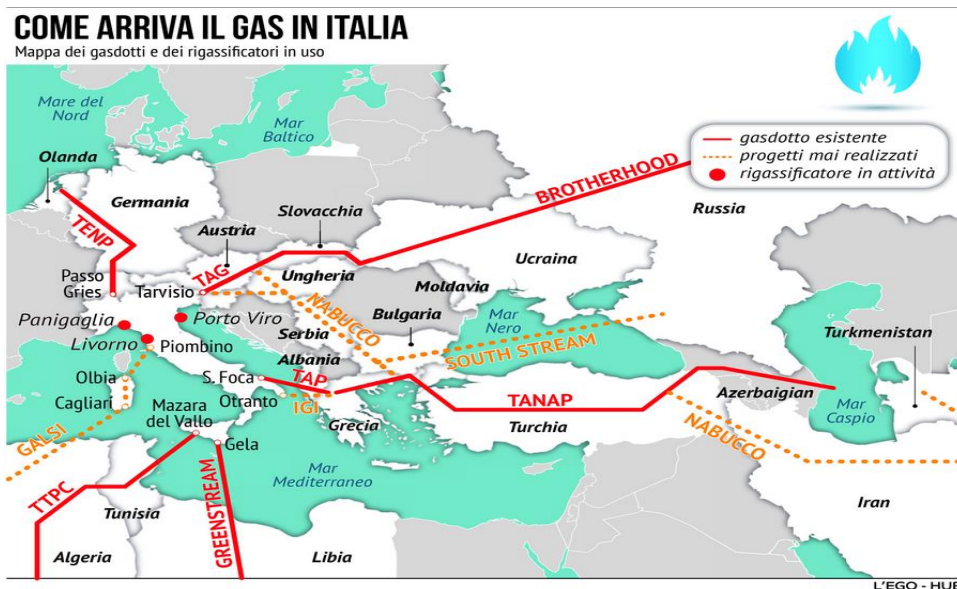 COME ARRIVA IL GAS IN ITALIA
Mappa dei gasdotti e dei rigassificatori in uso
gasdotto esistente
progetti mai realizzati
rigassificatore in attività
Mare del
Nord
Mar
Baltico
Olanda
Germania
TENP
Slovacchia
Austria
BROTHERHOOD
Russia
Ucraina
Passo
Gries
TAG
Tarvisio
Ungheria
Moldavia
Panigaglia
Porto Viro
NABUCCO
Bulgaria
Mar
Nero
Turkmenistan
Livorno
Piombino
Serbia
SOUTH STREAM
Albania
Olbia
S. Foca
TAP
Azerbaigian
Cagliari
Otranto
IGI
TANAP
Mar
Caspio
Mazara
del Vallo
Grecia
Turchia
NABUCCO
GALSI
Gela
Mar
Mediterraneo
TTPC
GREENSTREAM
Iran
Tunisia
Algeria
Libia
L'EGO - HUB